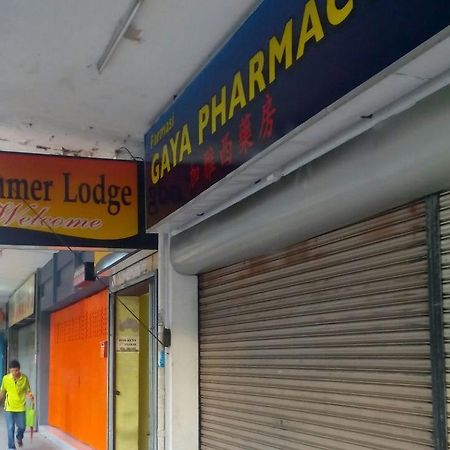 mmer Lodge
Welcome
Farmasi
GAYA PHARMAC
加雅西藥房